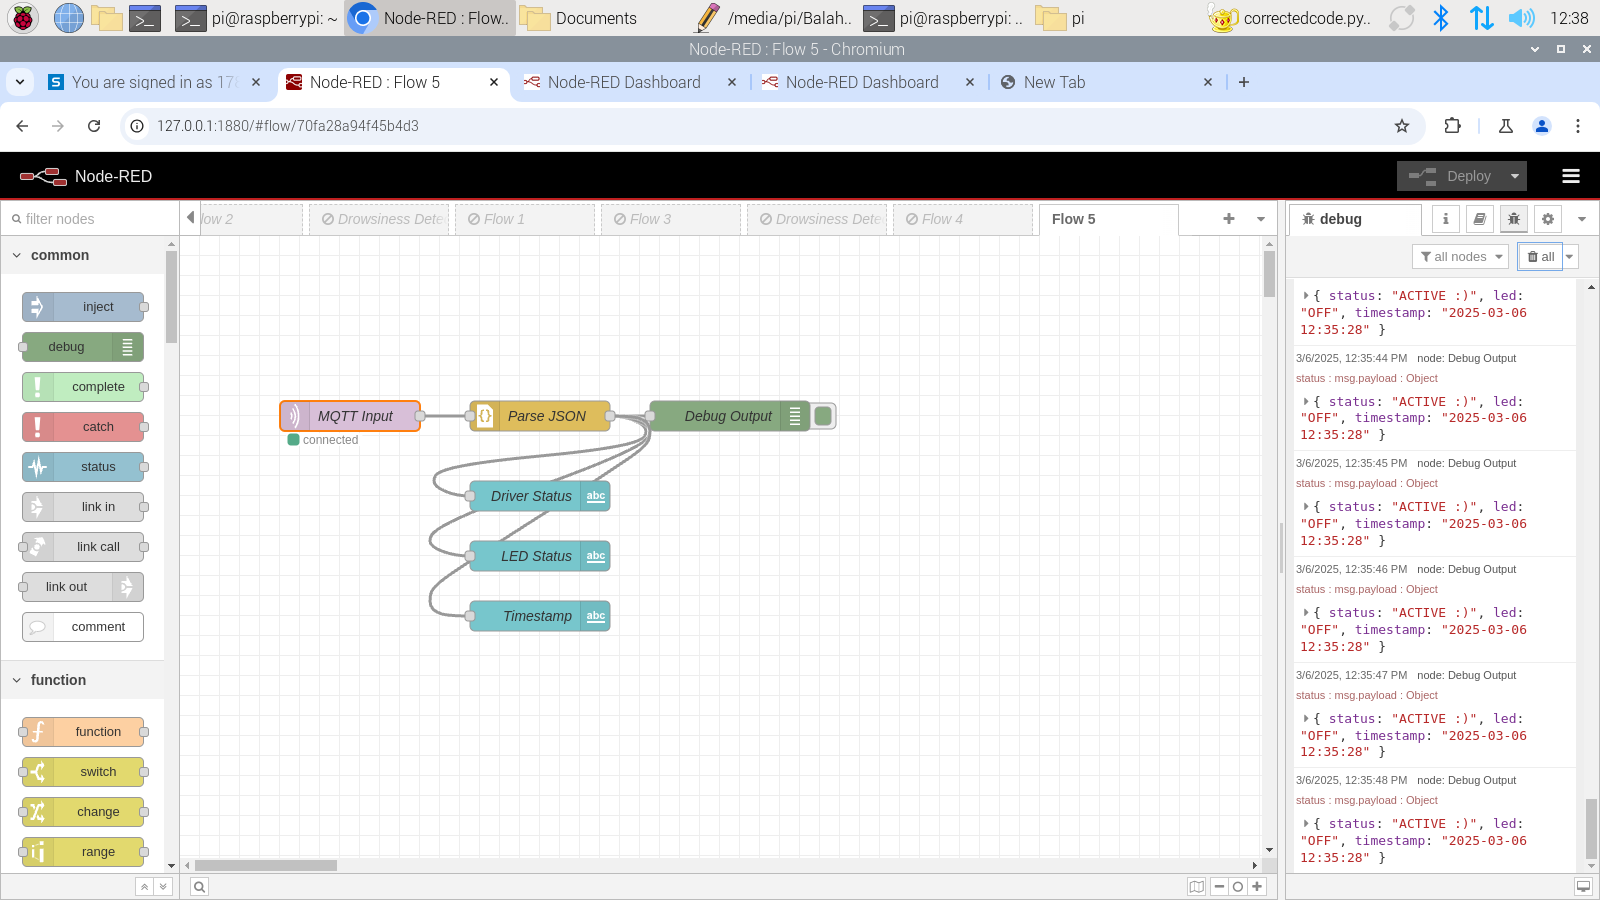 pi@raspberrypi: ~
Node-RED : Flow..
Documents
/media/pi/Balah..
pi@raspberrypi: ..
pi
correctedcode.py..
12:38
Node-RED : Flow 5 - Chromium
You are signed in as 17
Node-RED : Flow 5
Node-RED Dashboard
Node-RED Dashboard
New Tab
127.0.0.1:1880/#flow/70fa28a94f45b4d3
Node-RED
Deploy
filter nodes
low 2
Drowsiness Dete
Flow 1
Flow 3
Drowsiness Dete
Flow 4
Flow 5
debug
all nodes
all
common
inject
debug
complete
catch
status
link in
link call
link out
comment
function
function
switch
change
range
MQTT Input
connected
Parse JSON
Debug Output
Driver Status
abc
LED Status
abc
Timestamp
abc
{ status: "ACTIVE :)", led:
"OFF", timestamp: "2025-03-06
12:35:28" }
3/6/2025, 12:35:44 PM node: Debug Output
status : msg.payload : Object
{ status: "ACTIVE :)", led:
"OFF", timestamp: "2025-03-06
12:35:28" }
3/6/2025, 12:35:45 PM node: Debug Output
status : msg.payload : Object
{ status: "ACTIVE :)", led:
"OFF", timestamp: "2025-03-06
12:35:28" }
3/6/2025, 12:35:46 PM node: Debug Output
status : msg.payload : Object
{ status: "ACTIVE :)", led:
"OFF", timestamp: "2025-03-06
12:35:28" }
3/6/2025, 12:35:47 PM node: Debug Output
status : msg.payload : Object
{ status: "ACTIVE :)", led:
"OFF", timestamp: "2025-03-06
12:35:28" }
3/6/2025, 12:35:48 PM node: Debug Output
status : msg.payload : Object
{ status: "ACTIVE :)", led:
"OFF", timestamp: "2025-03-06
12:35:28" }